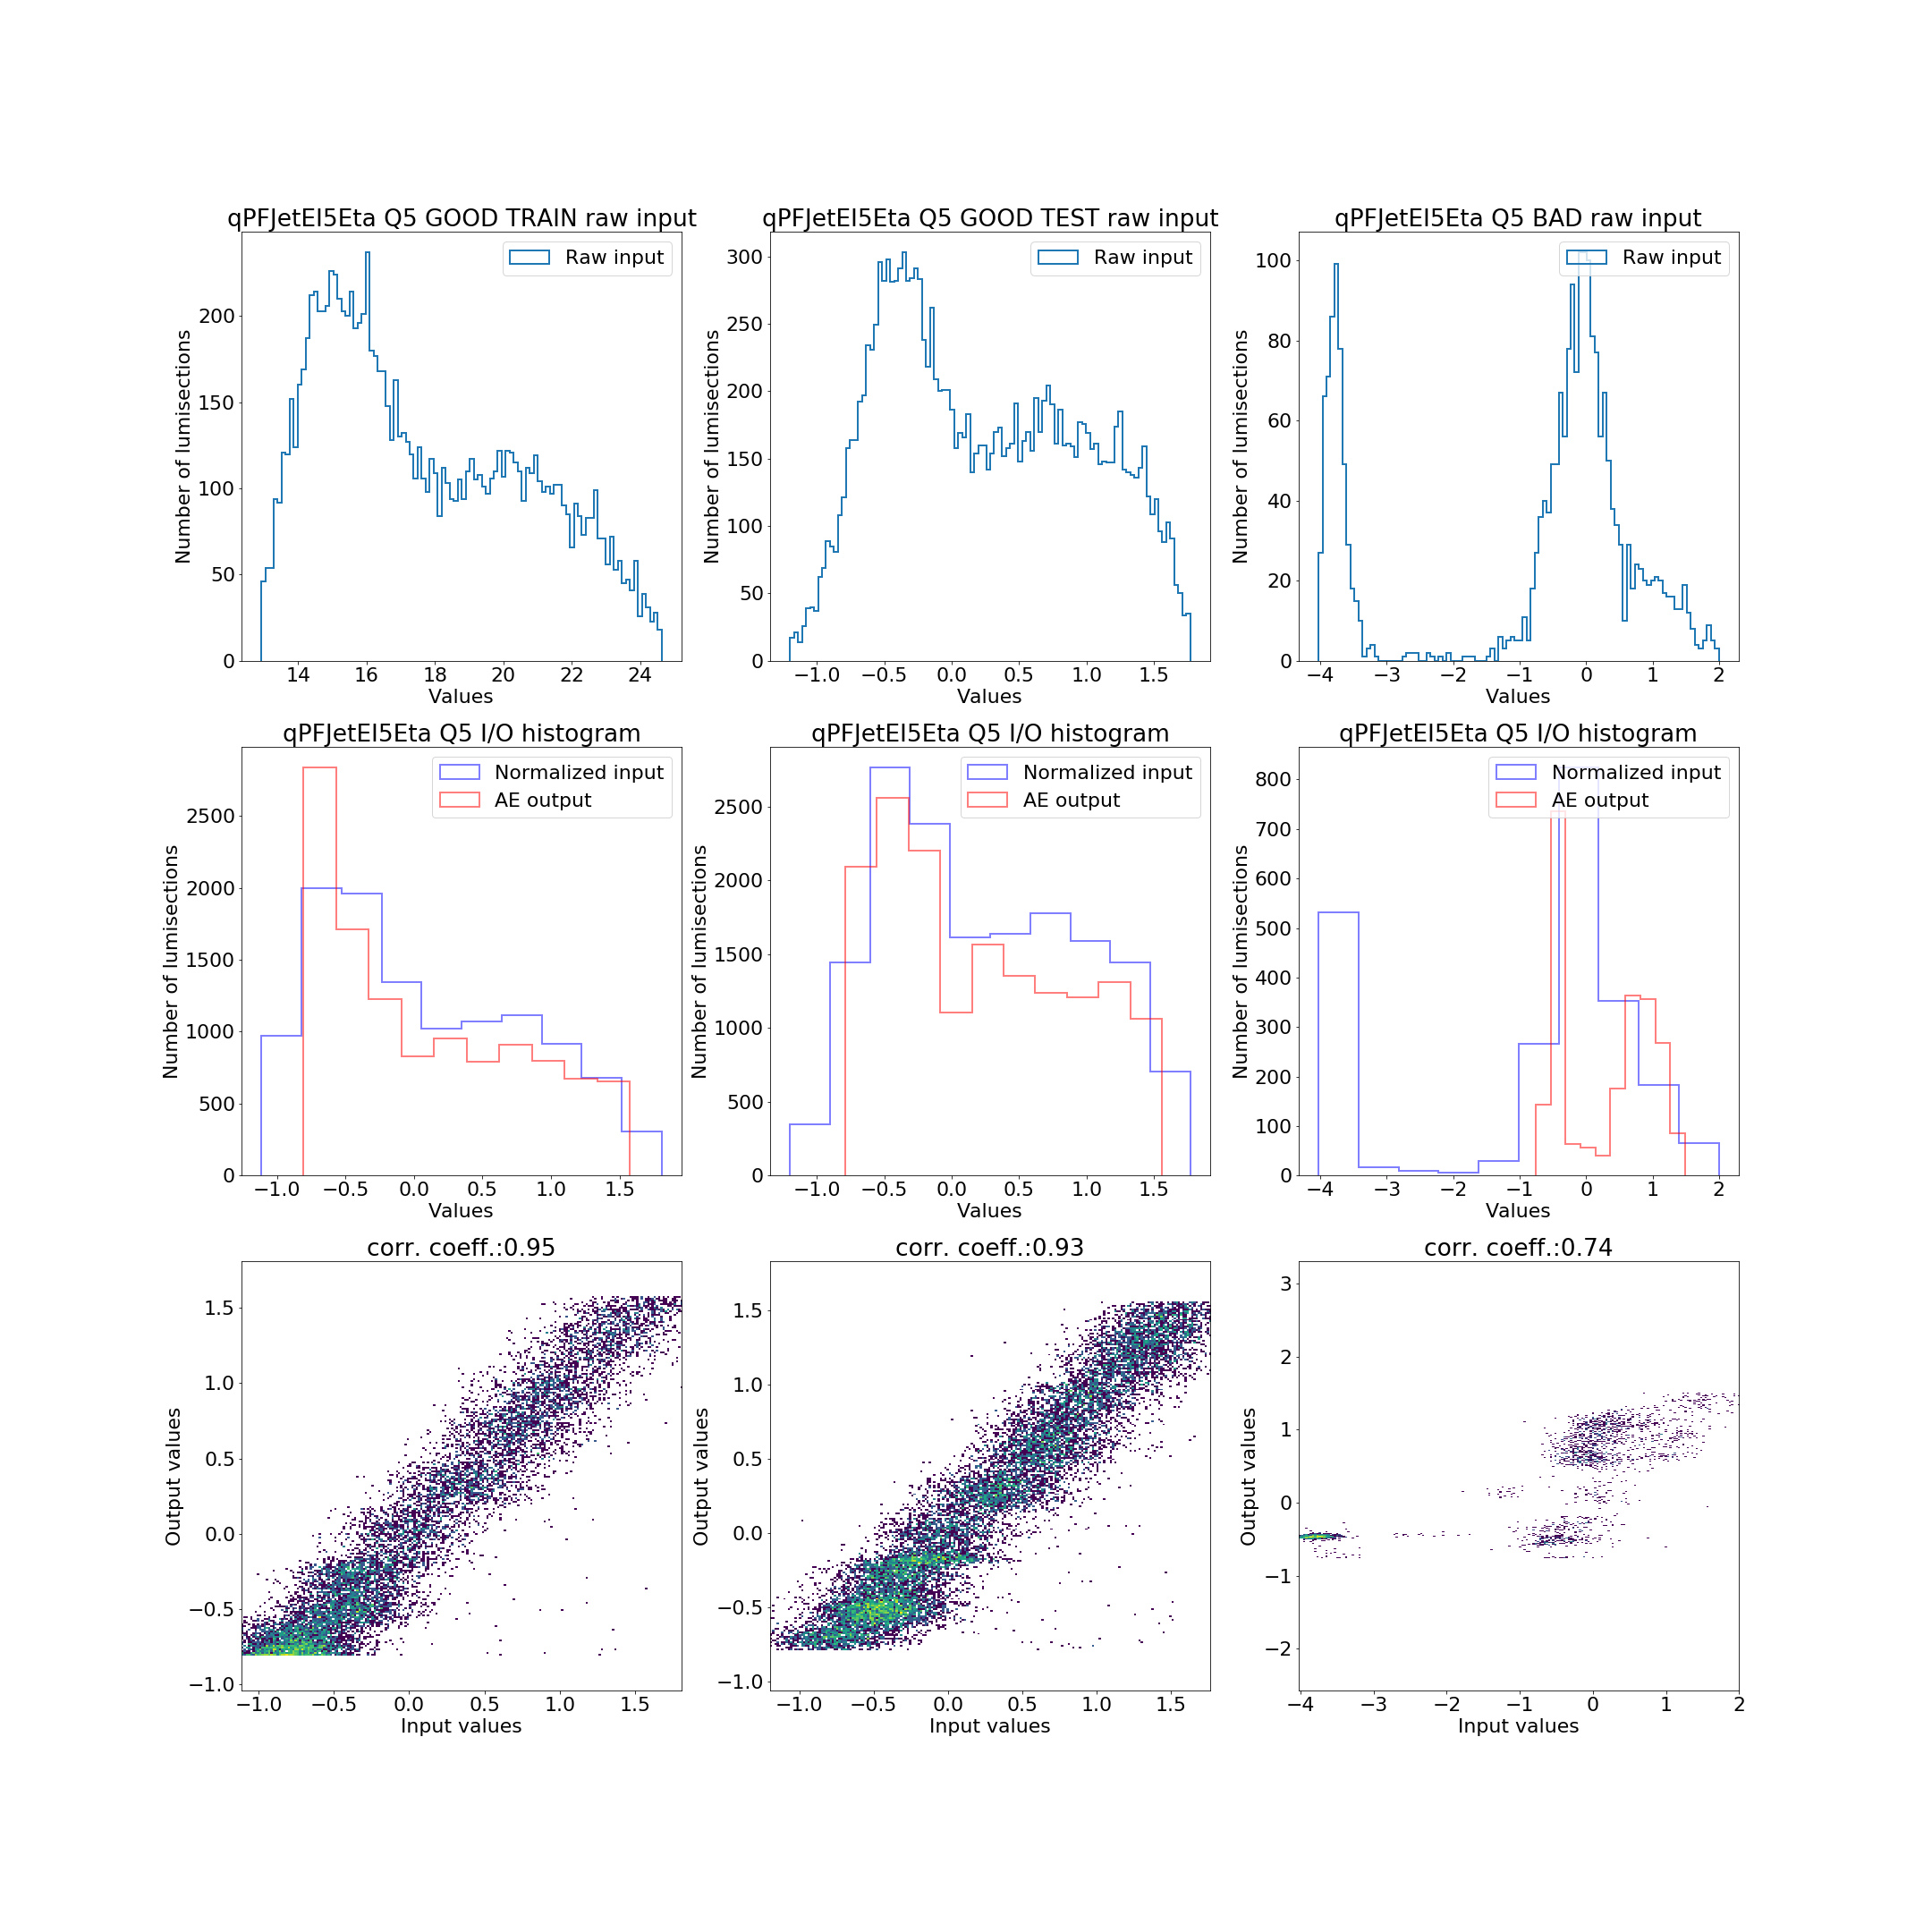 qPFJetEI5Eta Q5 GOOD TRAIN raw input
Raw input
Number of lumisections
200
150
100
50
0
14 16 18 20 22 24
Values
qPFJetEI5Eta Q5 GOOD TEST raw input
Raw input
Number of lumisections
300
250
200
150
100
50
0
−1.0 −0.5 0.0 0.5 1.0 1.5
Values
qPFJetEI5Eta Q5 BAD raw input
Raw input
Number of lumisections
100
80
60
40
20
0
−4 −3 −2 −1 0 1 2
Values
qPFJetEI5Eta Q5 I/O histogram
Normalized input
AE output
Number of lumisections
2500
2000
1500
1000
500
0
−1.0 −0.5 0.0 0.5 1.0 1.5
Values
qPFJetEI5Eta Q5 I/O histogram
Normalized input
AE output
Number of lumisections
2500
2000
1500
1000
500
0
−1.0 −0.5 0.0 0.5 1.0 1.5
Values
qPFJetEI5Eta Q5 I/O histogram
Normalized input
AE output
Number of lumisections
800
700
600
500
400
300
200
100
0
−4 −3 −2 −1 0 1 2
Values
corr. coeff.:0.95
Output values
1.5
1.0
0.5
0.0
−0.5
−1.0
−1.0 −0.5 0.0 0.5 1.0 1.5
Input values
corr. coeff.:0.93
Output values
1.5
1.0
0.5
0.0
−0.5
−1.0
−1.0 −0.5 0.0 0.5 1.0 1.5
Input values
corr. coeff.:0.74
Output values
3
2
1
0
−1
−2
−4 −3 −2 −1 0 1 2
Input values